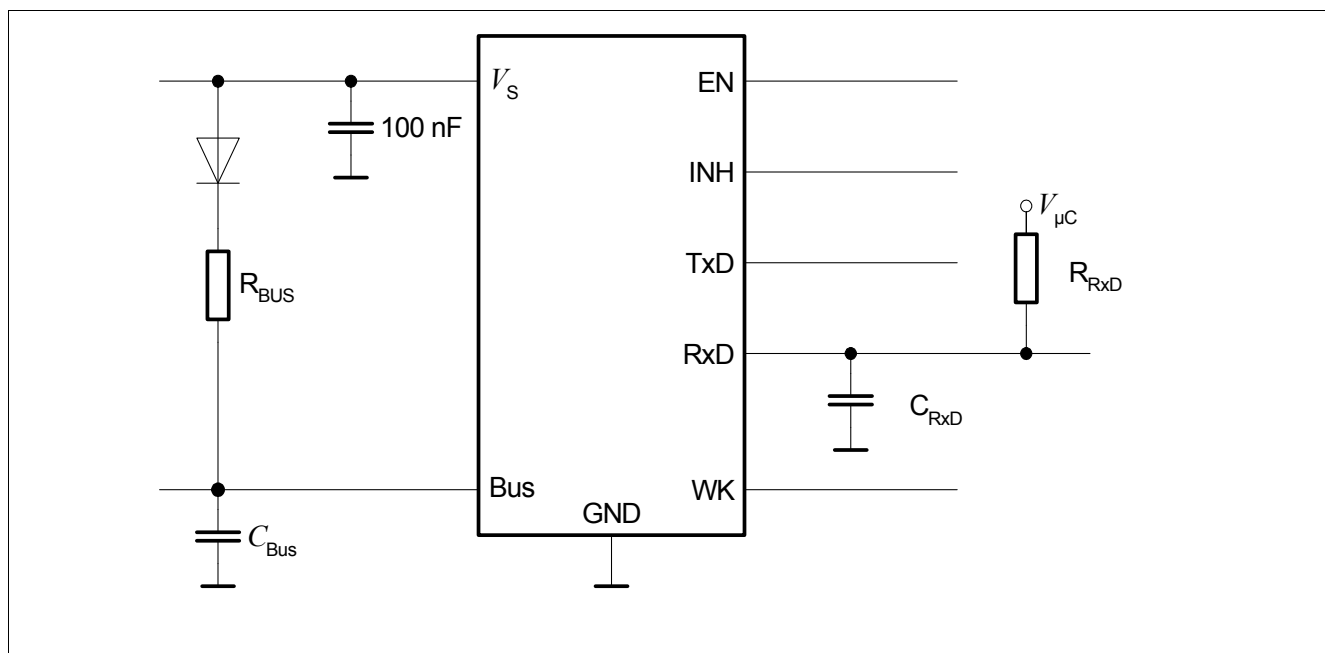 V_S
EN
100 nF
INH
V_µC
R_BUS
TxD
R_RxD
RxD
C_RxD
Bus
WK
GND
C_Bus